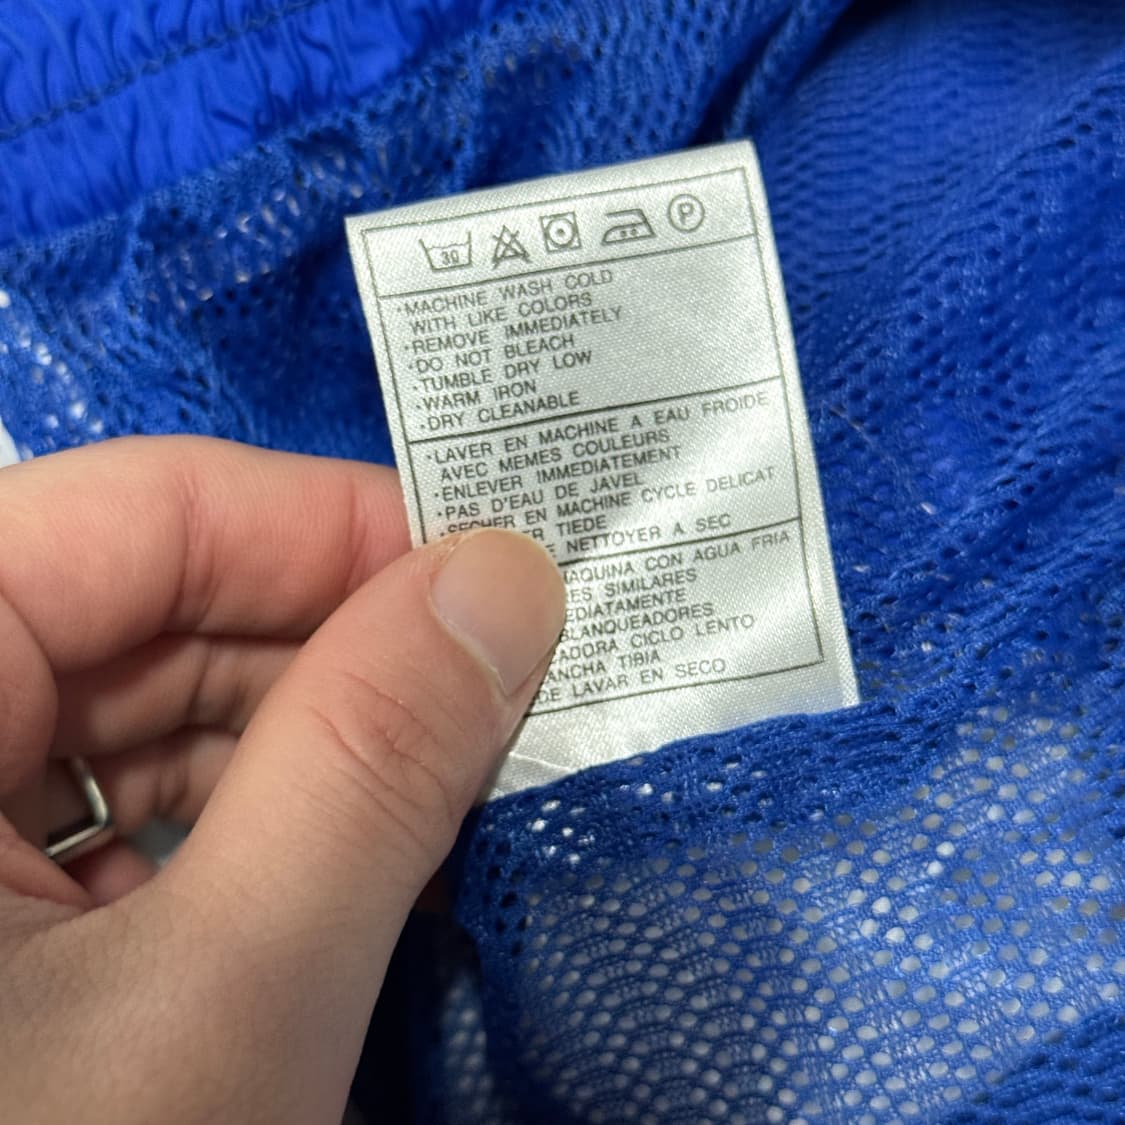 30 P
·MACHINE WASH COLD
WITH LIKE COLORS
·REMOVE IMMEDIATELY
·DO NOT BLEACH
·TUMBLE DRY LOW
·WARM IRON
·DRY CLEANABLE
·LAVER EN MACHINE A EAU FROIDE
AVEC MEMES COULEURS
·ENLEVER IMMEDIATEMENT
·PAS D'EAU DE JAVEL
·SECHER EN MACHINE CYCLE DELICAT
TIEDE
NETTOYER A SEC
CON AGUA FRIA
SIMILARES
CICLO LENTO
TIBIA
DE LAVAR EN SECO